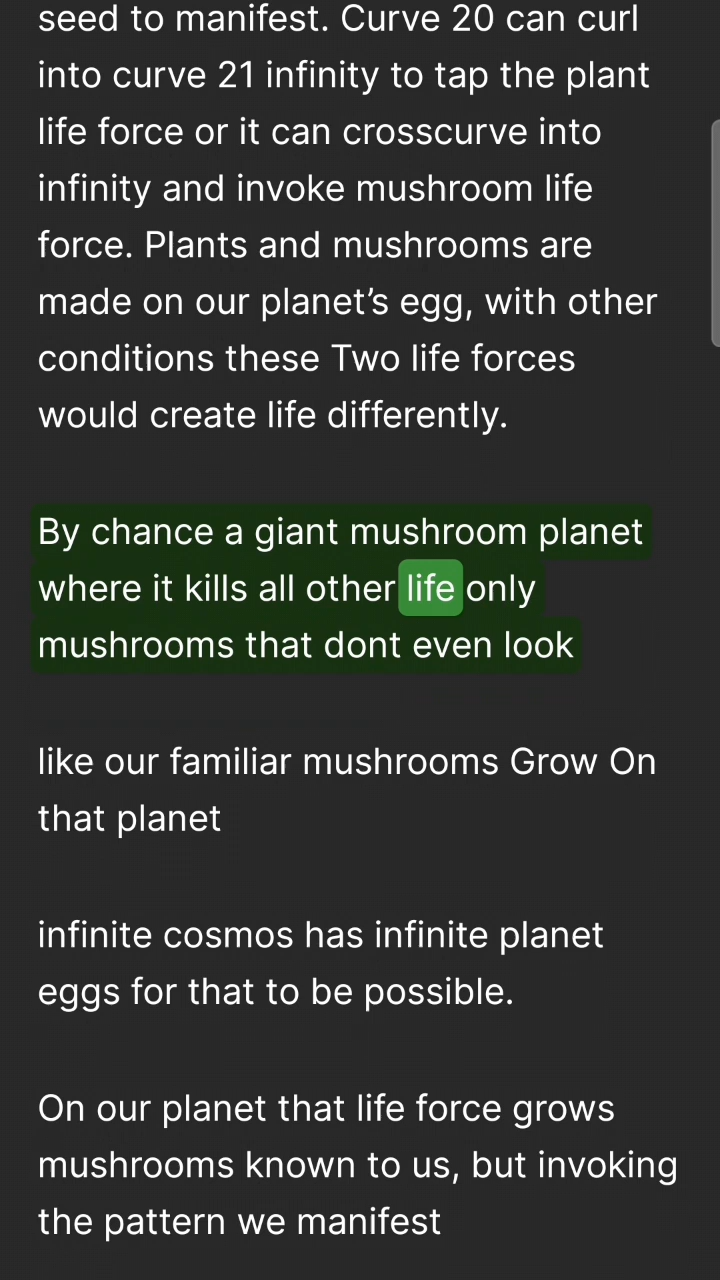 seed to manifest. Curve 20 can curl
into curve 21 infinity to tap the plant
life force or it can crosscurve into
infinity and invoke mushroom life
force. Plants and mushrooms are
made on our planet’s egg, with other
conditions these Two life forces
would create life differently.
By chance a giant mushroom planet
where it kills all other life only
mushrooms that dont even look
like our familiar mushrooms Grow On
that planet
infinite cosmos has infinite planet
eggs for that to be possible.
On our planet that life force grows
mushrooms known to us, but invoking
the pattern we manifest